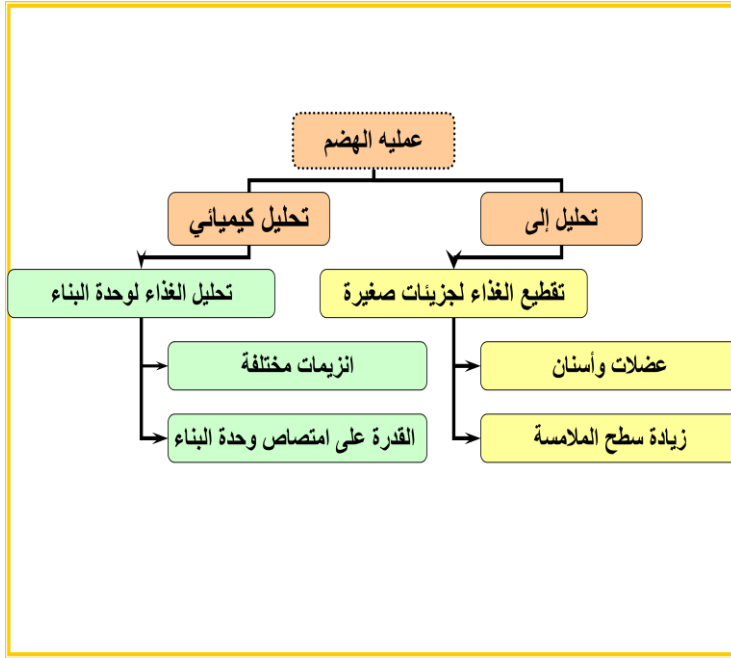 عمليه الهضم
تحليل إلى
تحليل كيميائي
تقطيع الغذاء لجزيئات صغيرة
تحليل الغذاء لوحدة البناء
عضلات وأسنان
انزيمات مختلفة
زيادة سطح الملامسة
القدرة على امتصاص وحدة البناء